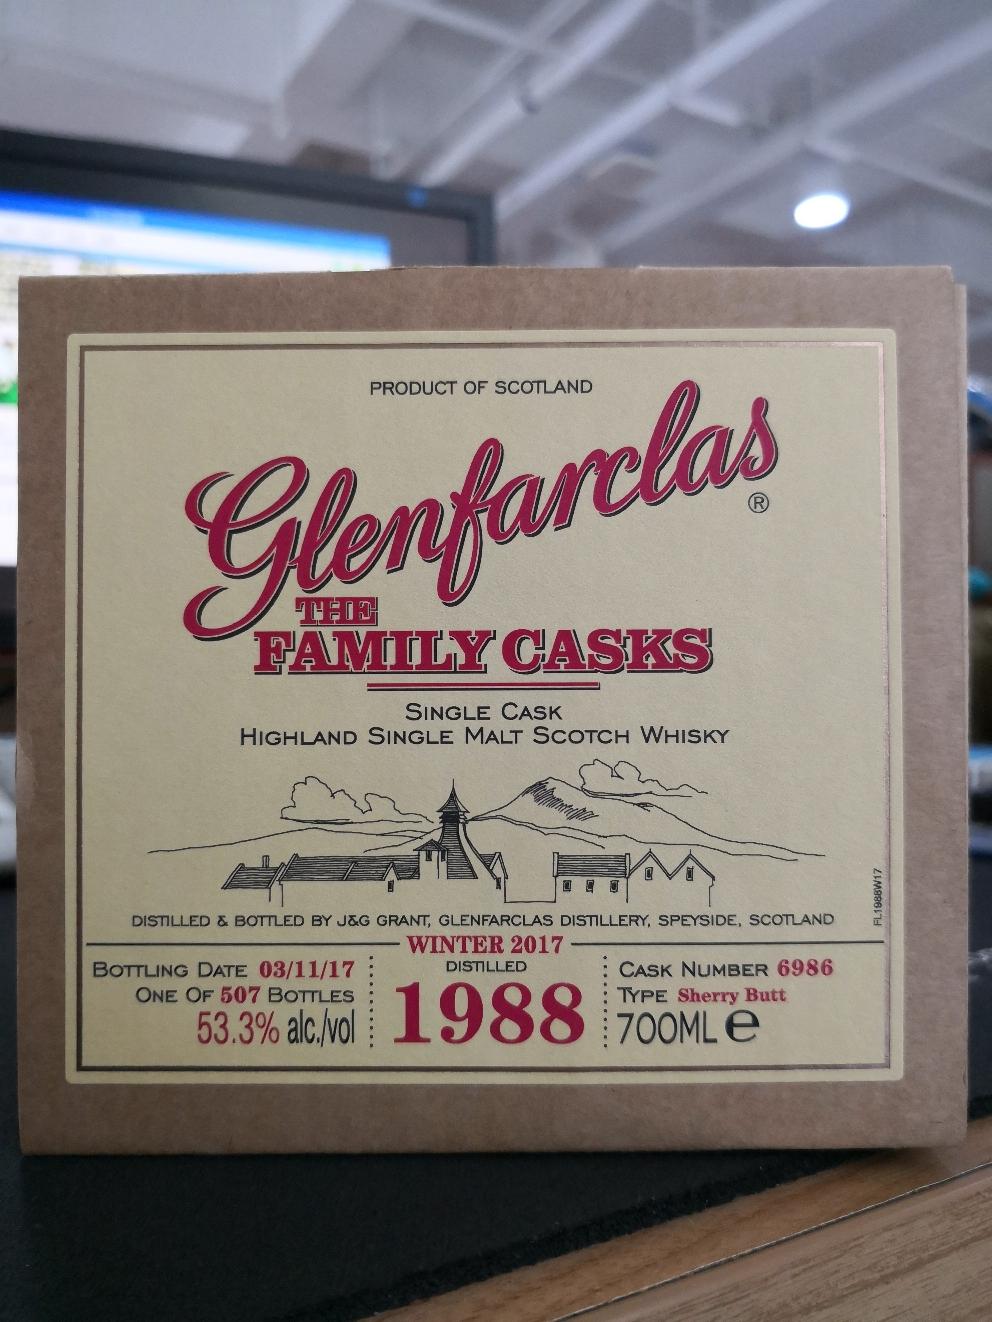 PRODUCT OF SCOTLAND
Glenfarclas®
THE
FAMILY CASKS
SINGLE CASK
HIGHLAND SINGLE MALT SCOTCH WHISKY
FL1988W17
DISTILLED & BOTTLED BY J&G GRANT, GLENFARCLAS DISTILLERY, SPEYSIDE, SCOTLAND
WINTER 2017
BOTTLING DATE 03/11/17
ONE OF 507 BOTTLES
53.3% alc./vol
DISTILLED
1988
CASK NUMBER 6986
TYPE Sherry Butt
700ML e